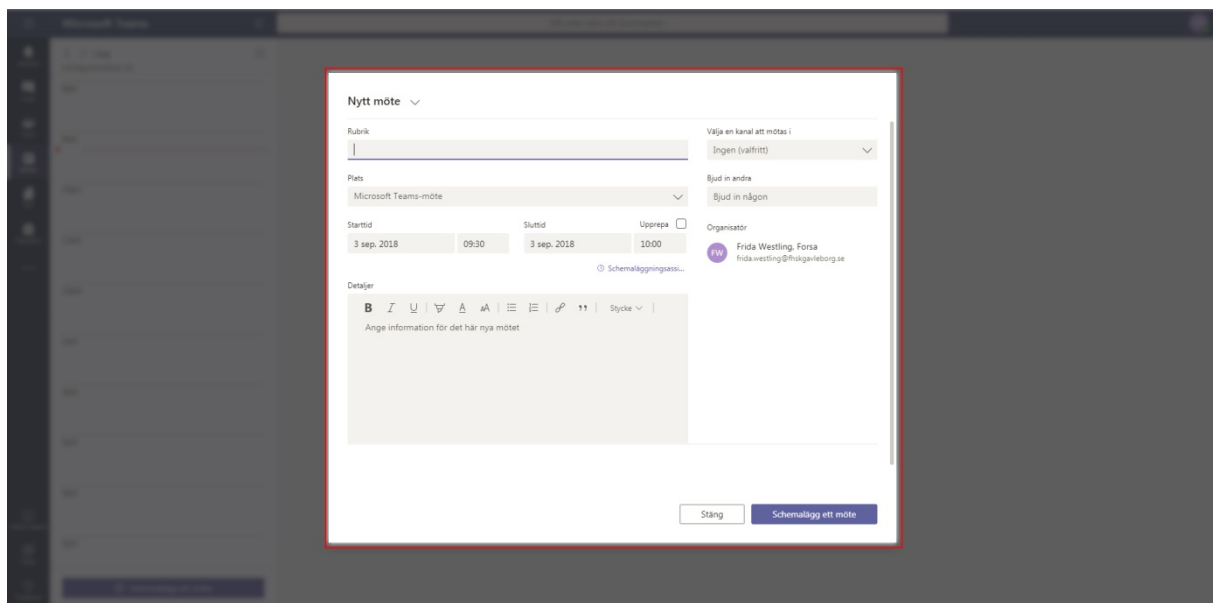 Microsoft Teams
Nytt möte
Rubrik
Plats
Microsoft Teams-möte
Starttid
Sluttid
Upprepa
3 sep. 2018
09:30
3 sep. 2018
10:00
Schemaläggningsassi...
Detaljer
B I U A AA Stycke
Ange information för det här nya mötet
Välja en kanal att mötas i
Ingen (valfritt)
Bjud in andra
Bjud in någon
Organisatör
FW
Frida Westling, Forsa
frida.westling@fhskgavleborg.se
Stäng
Schemalägg ett möte